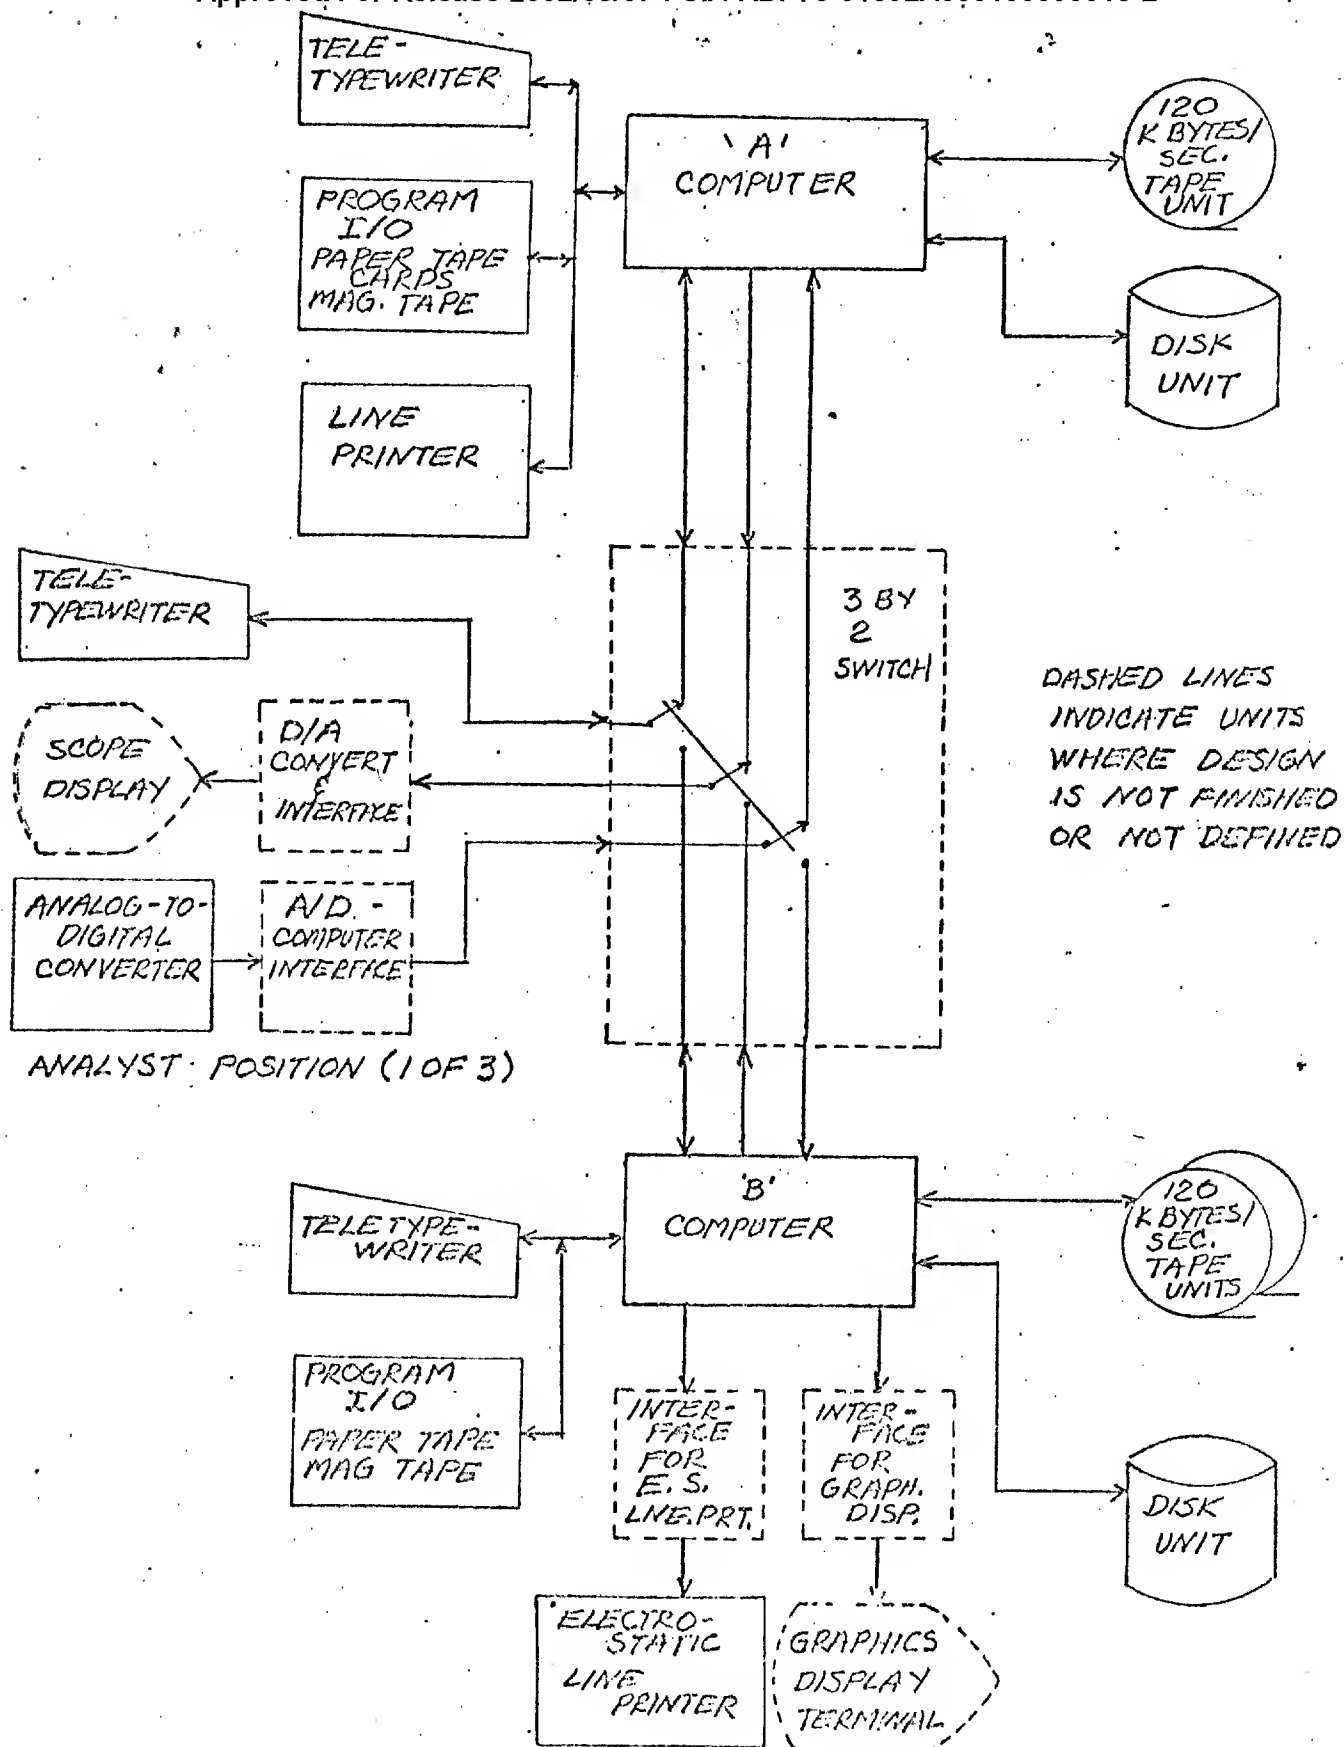 TELE-
TYPEWRITER
'A'
COMPUTER
120
K BYTES/
SEC.
TAPE
UNIT
PROGRAM
I/O
PAPER TAPE
CARDS
MAG. TAPE
DISK
UNIT
LINE
PRINTER
TELE-
TYPEWRITER
3 BY
2
SWITCH
DASHED LINES
INDICATE UNITS
WHERE DESIGN
IS NOT FINISHED
OR NOT DEFINED
SCOPE
DISPLAY
D/A
CONVERT
&
INTERFACE
ANALOG-TO-
DIGITAL
CONVERTER
A/D. -
COMPUTER
INTERFACE
ANALYST POSITION (1 OF 3)
'B'
COMPUTER
TELETYPE-
WRITER
120
K BYTES/
SEC.
TAPE
UNITS
PROGRAM
I/O
PAPER TAPE
MAG TAPE
INTER-
FACE
FOR
E. S.
LNE.PRT.
INTER-
FACE
FOR
GRAPH.
DISP.
DISK
UNIT
ELECTRO-
STATIC
LINE
PRINTER
GRAPHICS
DISPLAY
TERMINAL